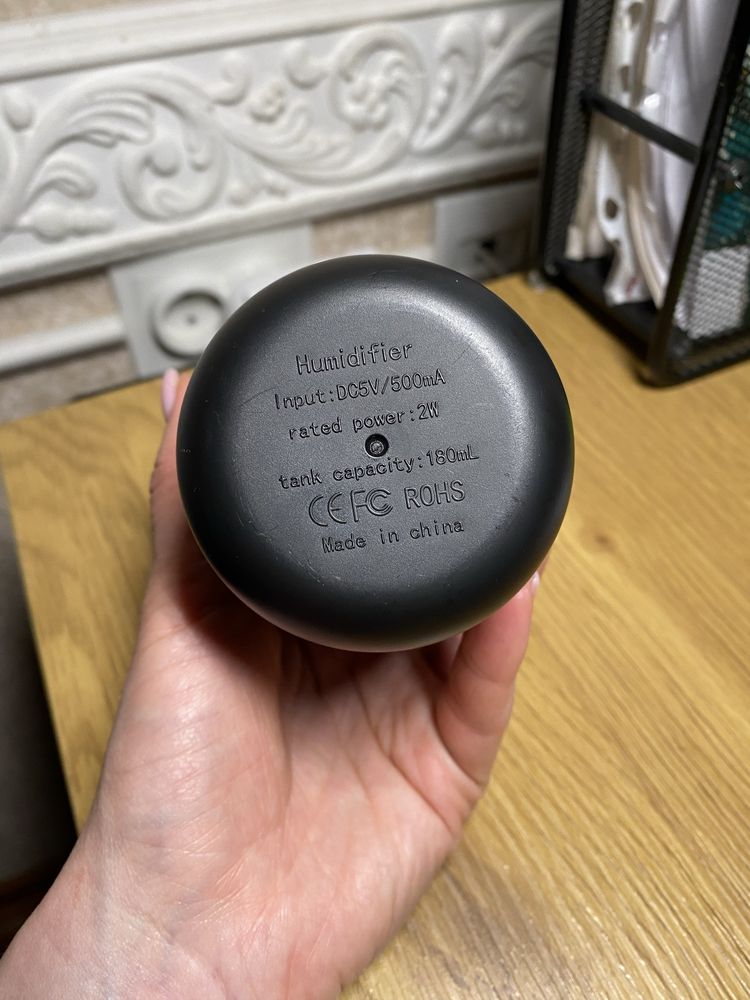 Humidifier
Input:DC5V/500mA
rated power:2W
tank capacity:180mL
CE FC ROHS
Made in china